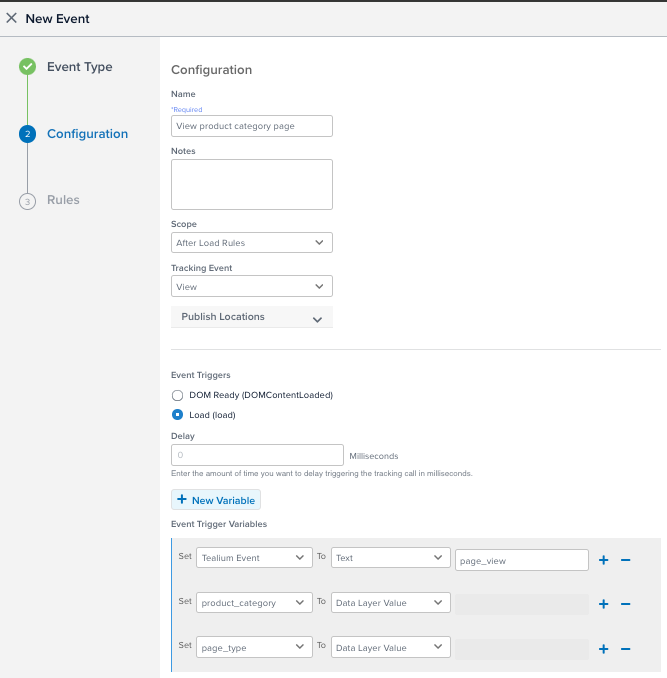 New Event
Event Type
2 Configuration
3 Rules
Configuration
Name
*Required
View product category page
Notes
Scope
After Load Rules
Tracking Event
View
Publish Locations
Event Triggers
DOM Ready (DOMContentLoaded)
Load (load)
Delay
0 Milliseconds
Enter the amount of time you want to delay triggering the tracking call in milliseconds.
+ New Variable
Event Trigger Variables
Set Tealium Event To Text page_view + −
Set product_category To Data Layer Value + −
Set page_type To Data Layer Value + −